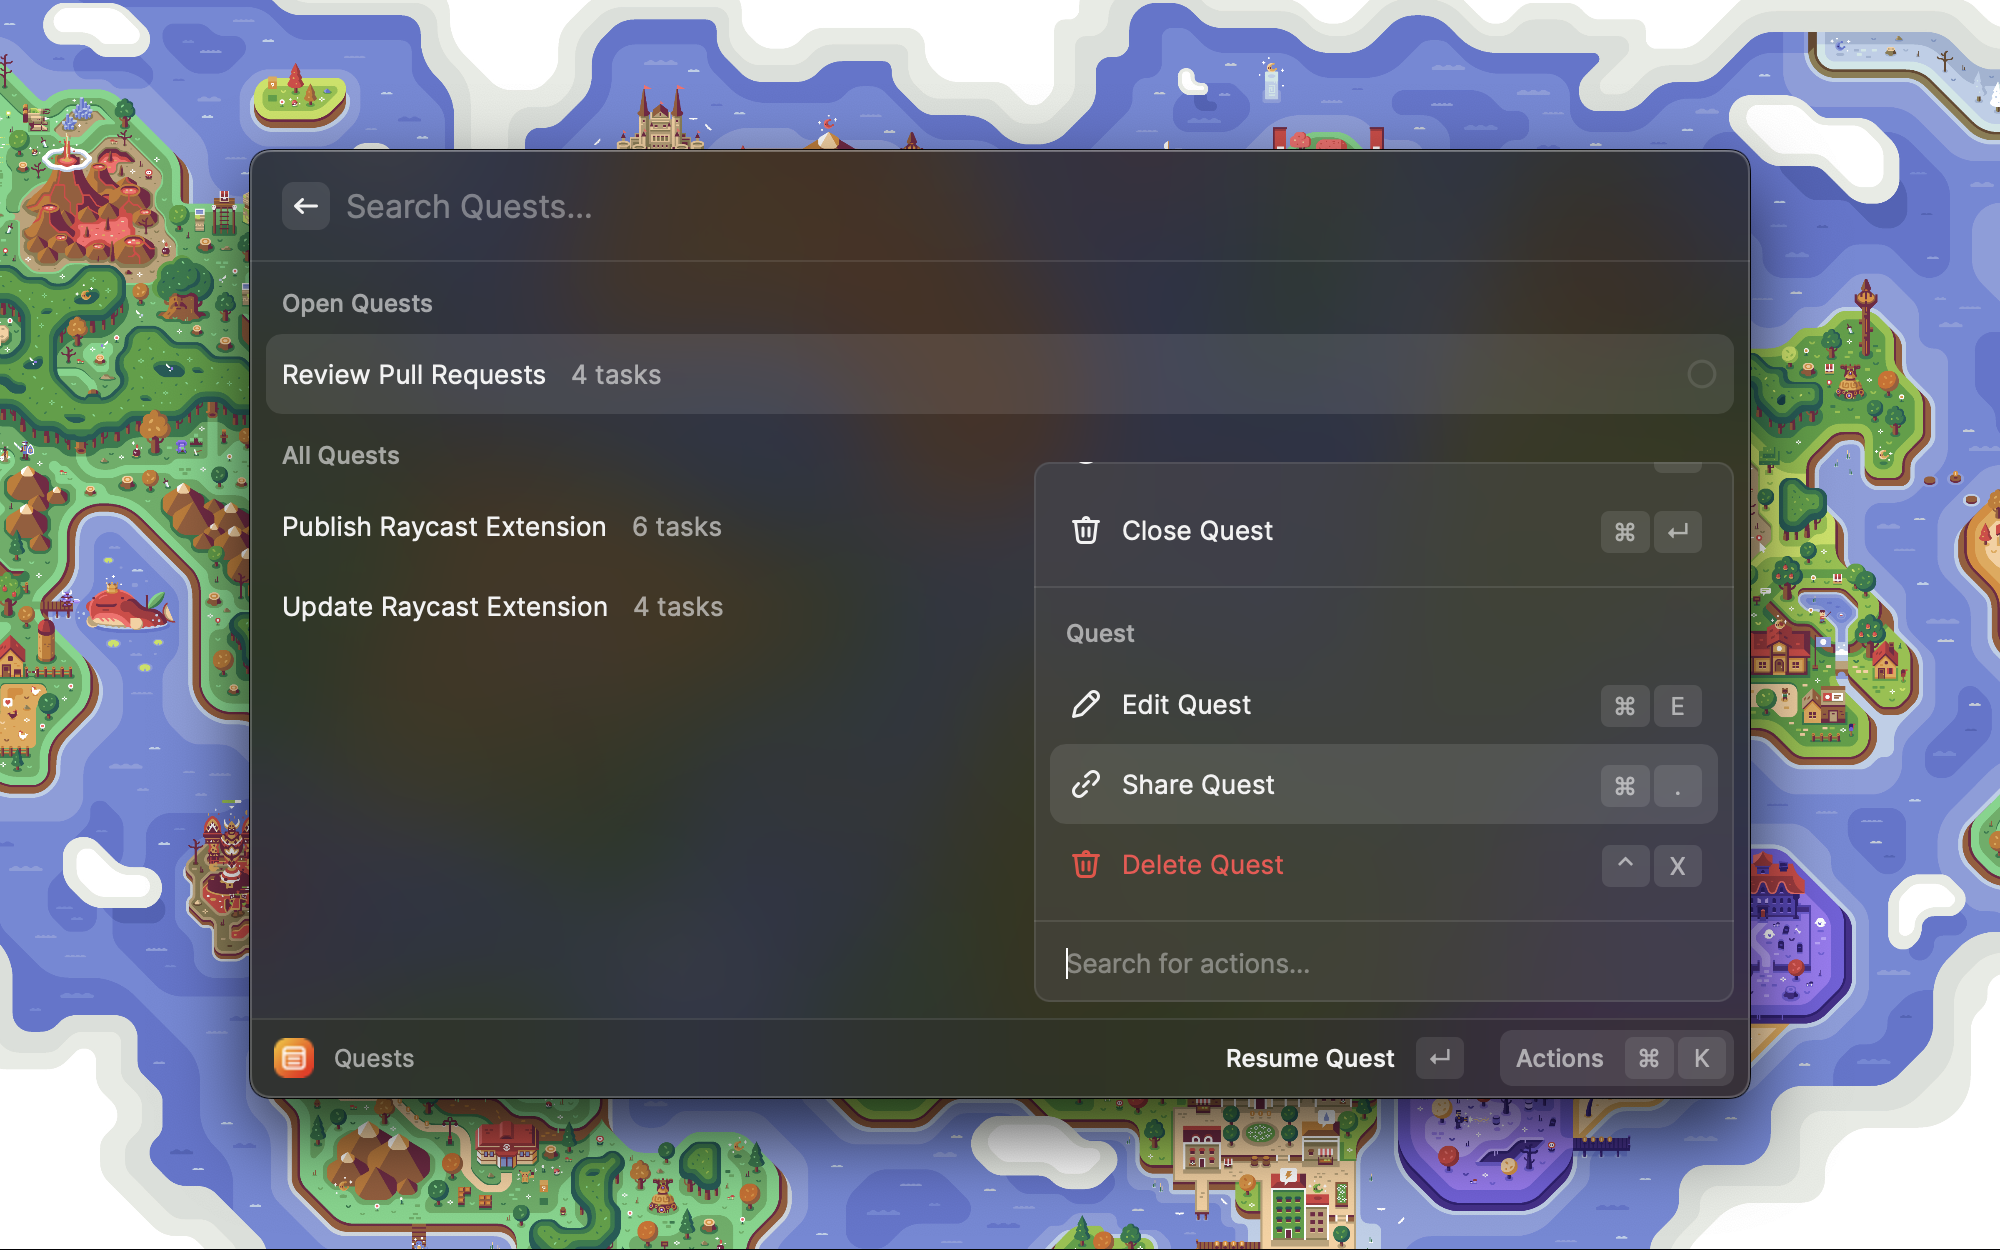 Search Quests...
Open Quests
Review Pull Requests 4 tasks
All Quests
Publish Raycast Extension 6 tasks
Update Raycast Extension 4 tasks
Close Quest ⌘ ↵
Quest
Edit Quest ⌘ E
Share Quest ⌘ .
Delete Quest ^ X
Search for actions...
Quests
Resume Quest ↵ Actions ⌘ K